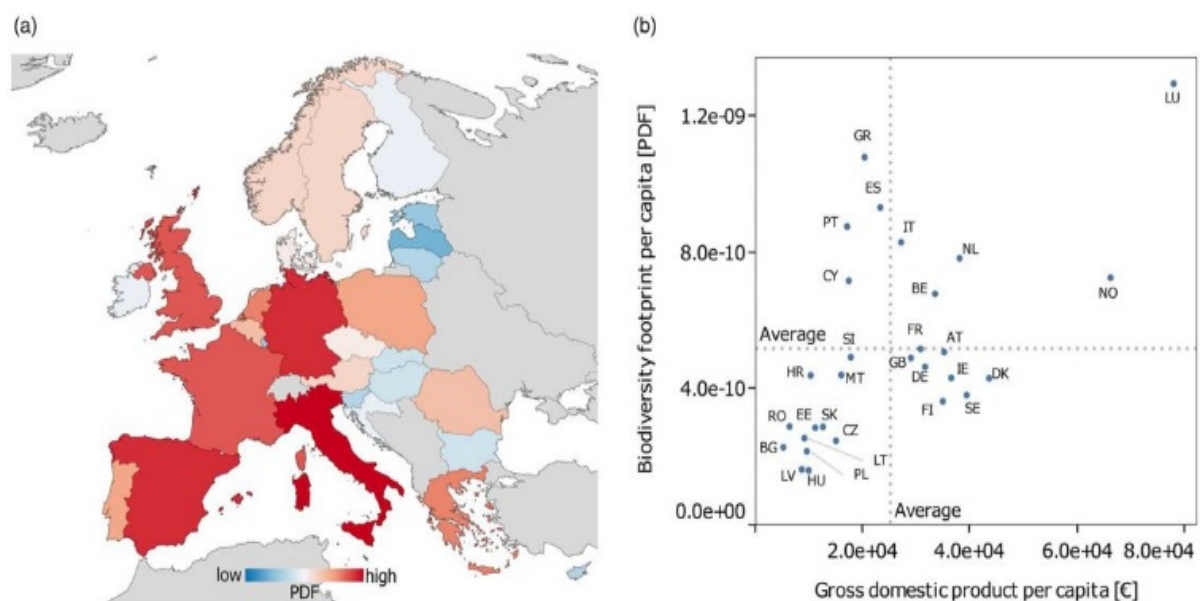 (a)
low
high
PDF
(b)
Biodiversity footprint per capita [PDF]
1.2e-09
8.0e-10
4.0e-10
0.0e+00
LU
GR
ES
PT
IT
NL
CY
BE
NO
Average
FR
AT
SI
GB
HR
MT
DE
IE
DK
FI
SE
RO
EE
SK
CZ
BG
LT
LV
HU
PL
Average
2.0e+04
4.0e+04
6.0e+04
8.0e+04
Gross domestic product per capita [€]